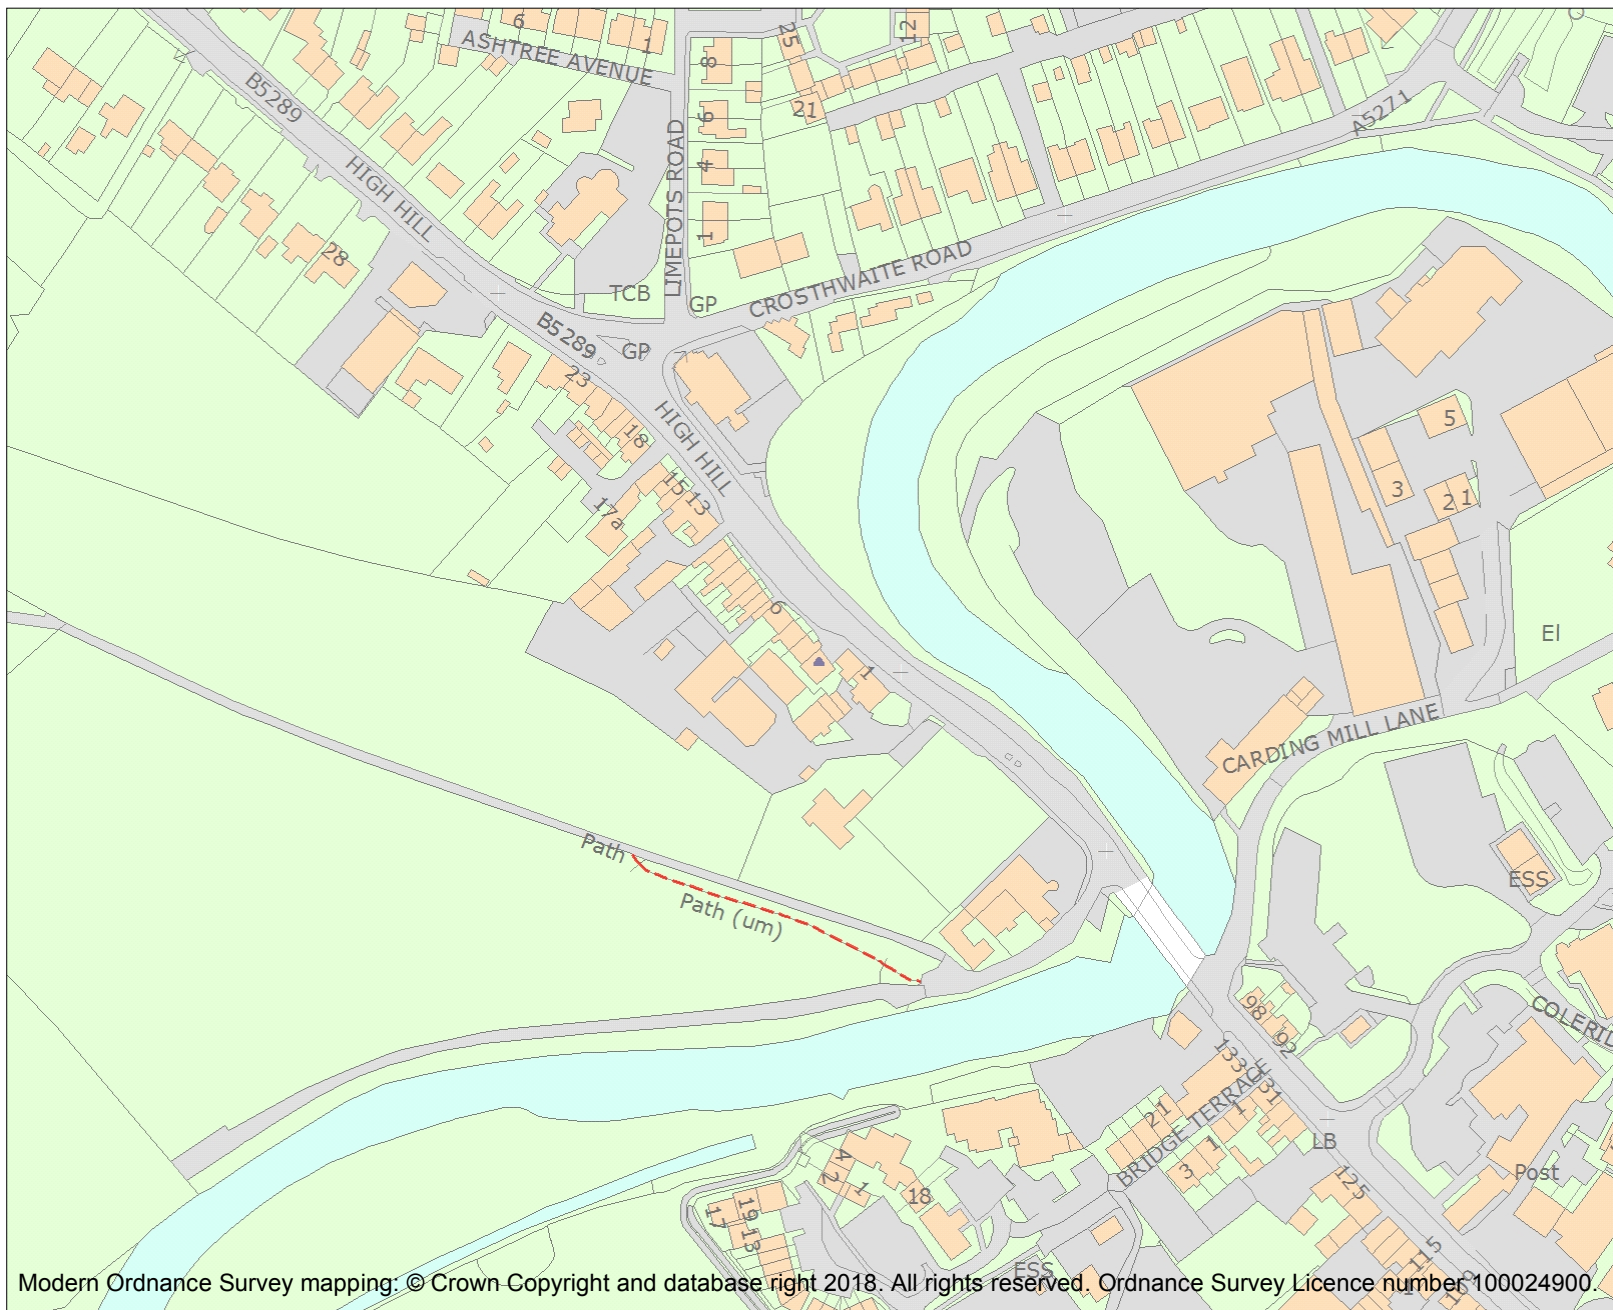 6
1
ASHTREE AVENUE
25
12
8
21
6
4
1
LIMEPOTS ROAD
A5271
B5289
HIGH HILL
28
TCB
GP
CROSTHWAITE ROAD
B5289
GP
23
18
HIGH HILL
15
13
17a
5
3
2
1
6
1
El
CARDING MILL LANE
Path
Path (um)
ESS
98
92
COLERID
133
131
BRIDGE TERRACE
21
1
1
3
LB
125
Post
4
2
1
18
19
17
13
115
ESS
Modern Ordnance Survey mapping: © Crown Copyright and database right 2018. All rights reserved. Ordnance Survey Licence number 100024900.